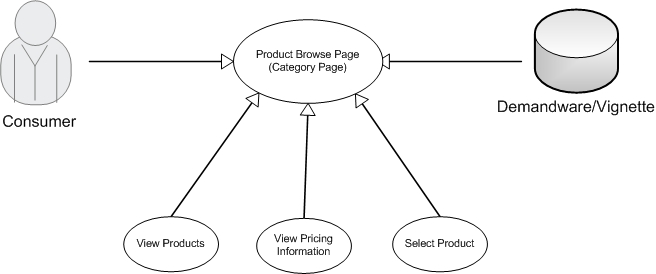 Product Browse Page
(Category Page)
Consumer
Demandware/Vignette
View Products
View Pricing
Information
Select Product